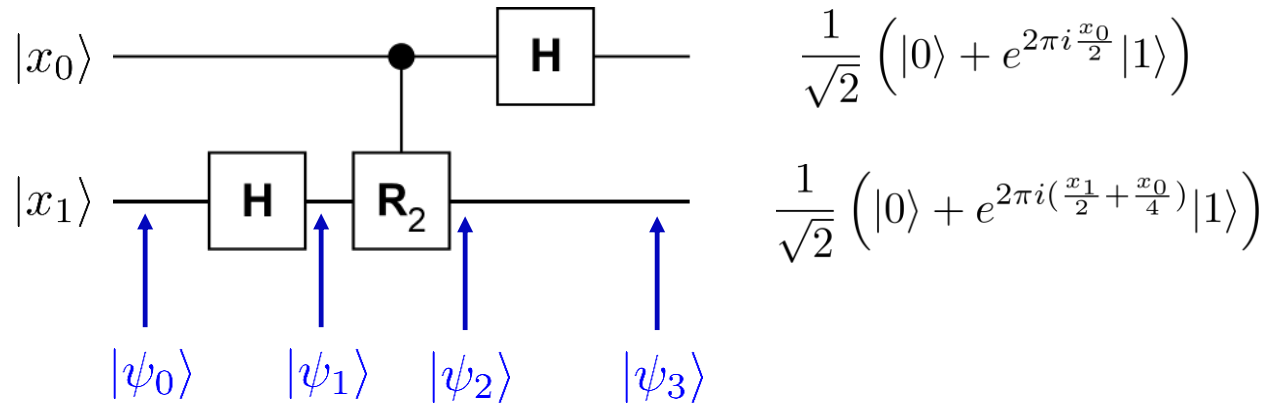 |x₀⟩ H 1/√2 (|0⟩ + e^{2πi x₀/2}|1⟩)
|x₁⟩ H R₂ 1/√2 (|0⟩ + e^{2πi(x₁/2 + x₀/4)}|1⟩)
|ψ₀⟩ |ψ₁⟩ |ψ₂⟩ |ψ₃⟩